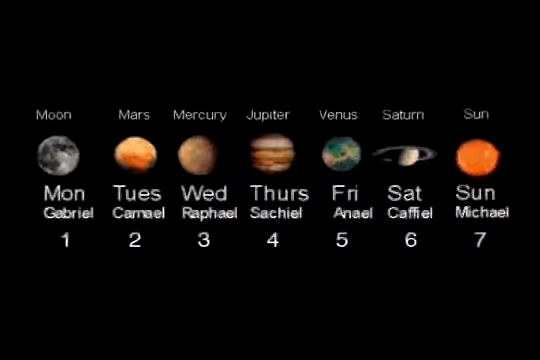 Moon Mars Mercury Jupiter Venus Saturn Sun
Mon Tues Wed Thurs Fri Sat Sun
Gabriel Camael Raphael Sachiel Anael Caffiel Michael
1 2 3 4 5 6 7